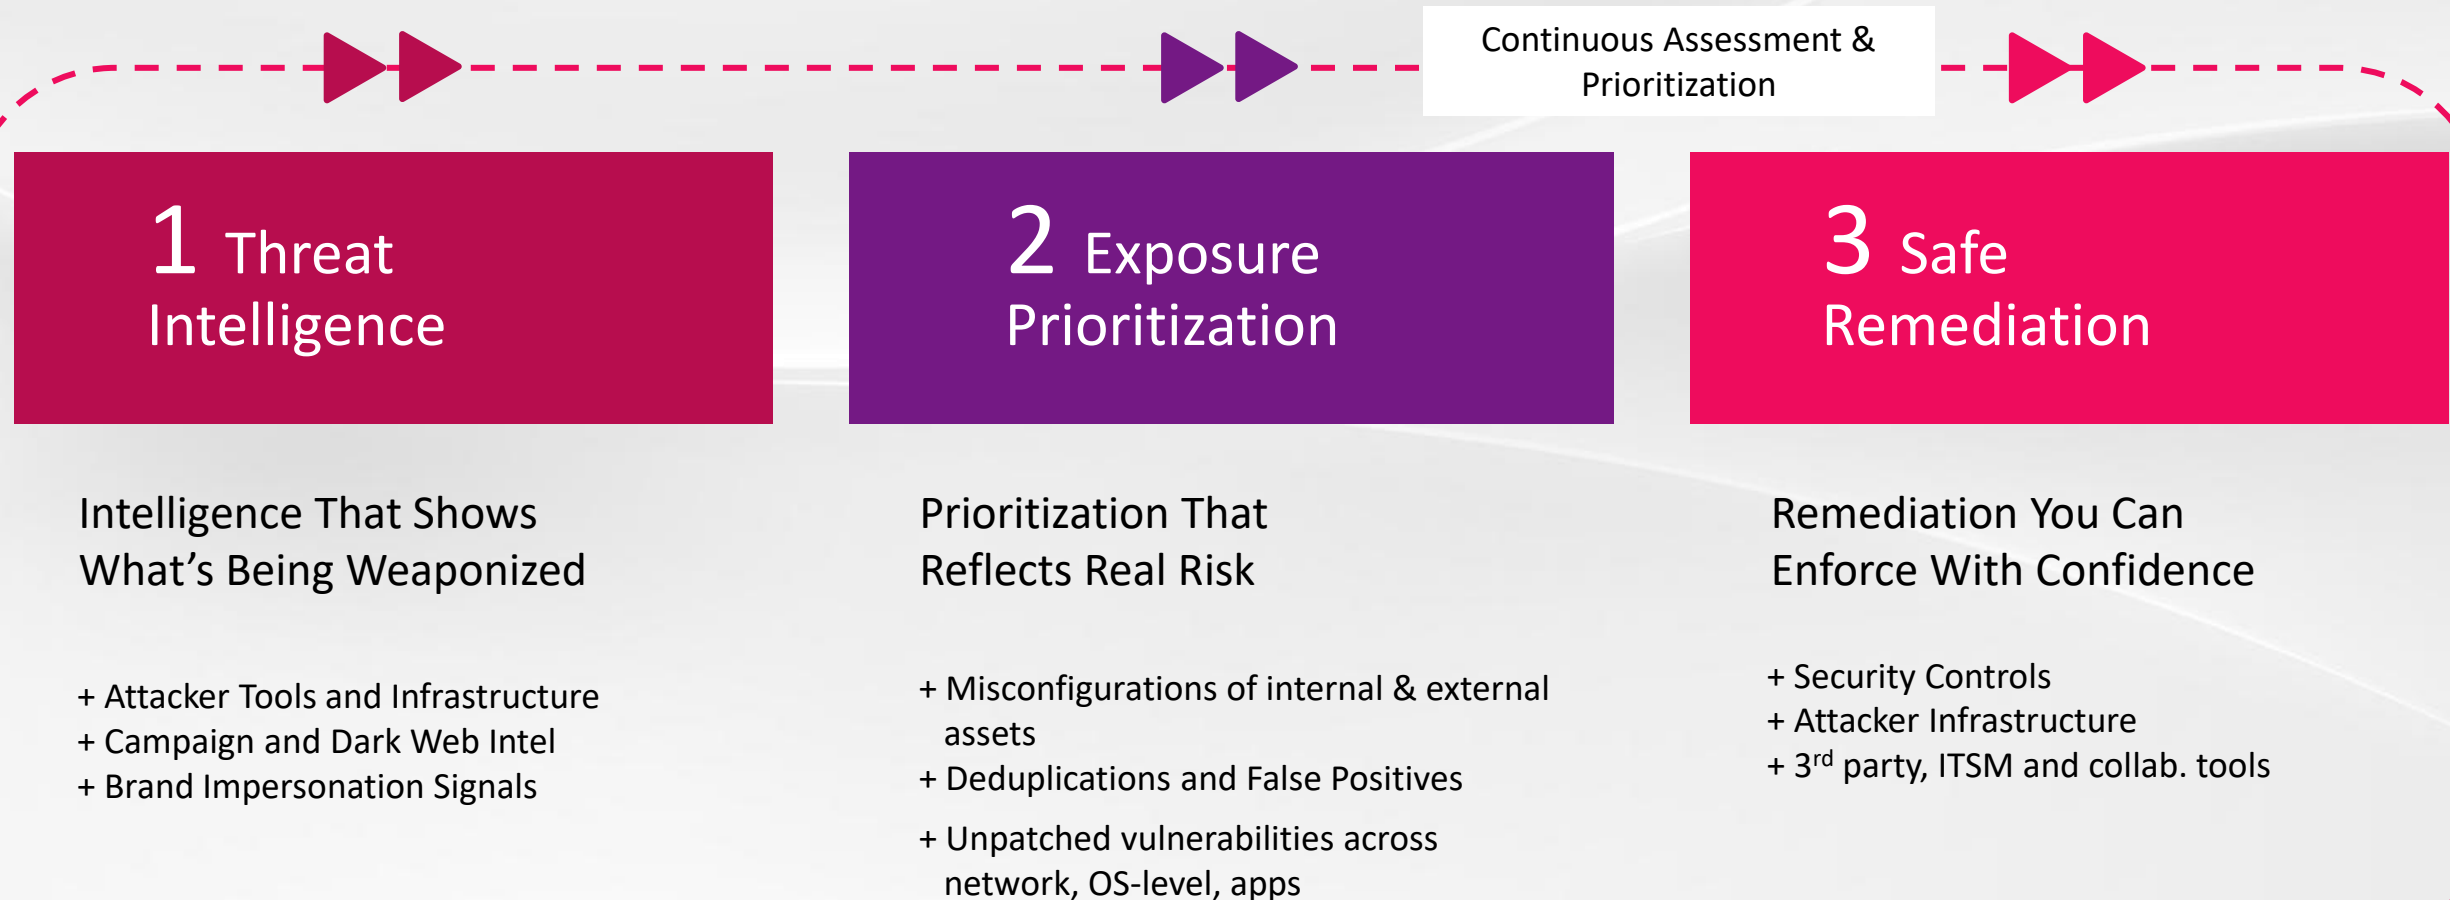 Continuous Assessment &
Prioritization
1 Threat
Intelligence
2 Exposure
Prioritization
3 Safe
Remediation
Intelligence That Shows
What’s Being Weaponized
+ Attacker Tools and Infrastructure
+ Campaign and Dark Web Intel
+ Brand Impersonation Signals
Prioritization That
Reflects Real Risk
+ Misconfigurations of internal & external
assets
+ Deduplications and False Positives
+ Unpatched vulnerabilities across
network, OS-level, apps
Remediation You Can
Enforce With Confidence
+ Security Controls
+ Attacker Infrastructure
+ 3rd party, ITSM and collab. tools